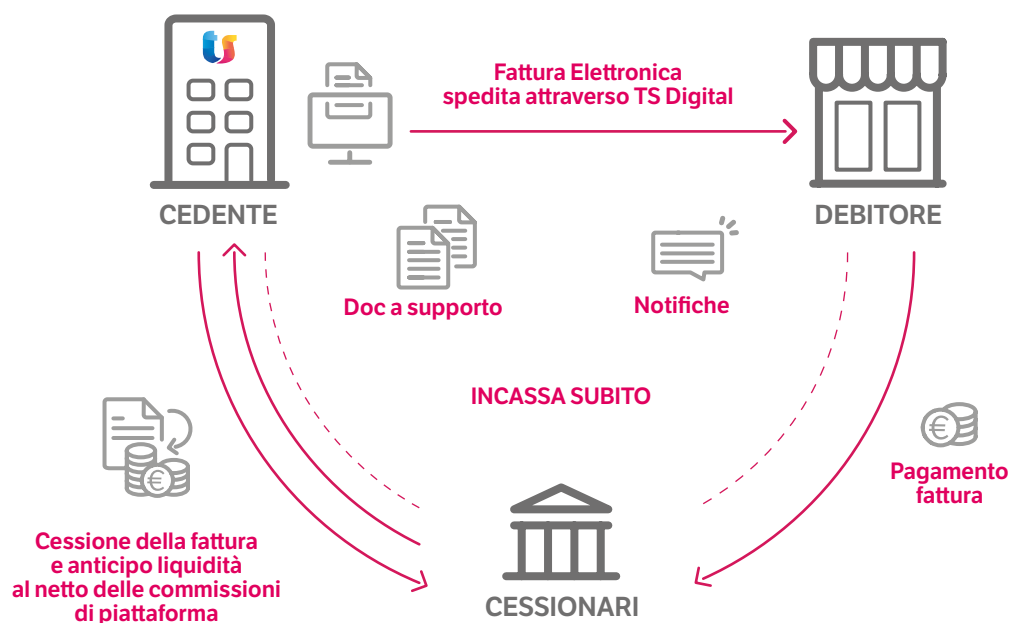 Fattura Elettronica
spedita attraverso TS Digital
CEDENTE
DEBITORE
Doc a supporto
Notifiche
INCASSA SUBITO
€
Pagamento
fattura
€
Cessione della fattura
e anticipo liquidità
al netto delle commissioni
di piattaforma
CESSIONARI